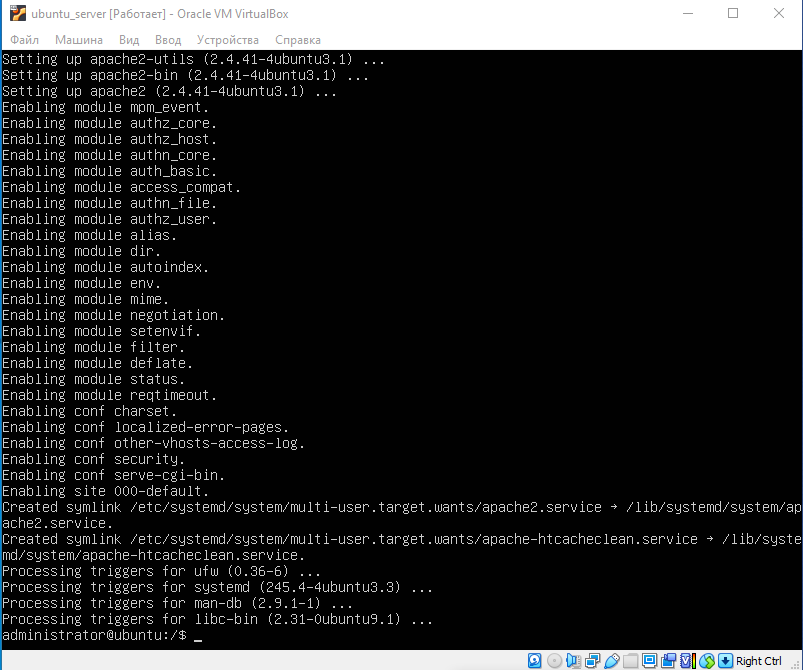 ubuntu_server [Работает] - Oracle VM VirtualBox
Файл Машина Вид Ввод Устройства Справка
Setting up apache2-utils (2.4.41-4ubuntu3.1) ...
Setting up apache2-bin (2.4.41-4ubuntu3.1) ...
Setting up apache2 (2.4.41-4ubuntu3.1) ...
Enabling module mpm_event.
Enabling module authz_core.
Enabling module authz_host.
Enabling module authn_core.
Enabling module auth_basic.
Enabling module access_compat.
Enabling module authn_file.
Enabling module authz_user.
Enabling module alias.
Enabling module dir.
Enabling module autoindex.
Enabling module env.
Enabling module mime.
Enabling module negotiation.
Enabling module setenvif.
Enabling module filter.
Enabling module deflate.
Enabling module status.
Enabling module reqtimeout.
Enabling conf charset.
Enabling conf localized-error-pages.
Enabling conf other-vhosts-access-log.
Enabling conf security.
Enabling conf serve-cgi-bin.
Enabling site 000-default.
Created symlink /etc/systemd/system/multi-user.target.wants/apache2.service → /lib/systemd/system/ap
ache2.service.
Created symlink /etc/systemd/system/multi-user.target.wants/apache-htcacheclean.service → /lib/syste
md/system/apache-htcacheclean.service.
Processing triggers for ufw (0.36-6) ...
Processing triggers for systemd (245.4-4ubuntu3.3) ...
Processing triggers for man-db (2.9.1-1) ...
Processing triggers for libc-bin (2.31-0ubuntu9.1) ...
administrator@ubuntu:/$ _
Right Ctrl